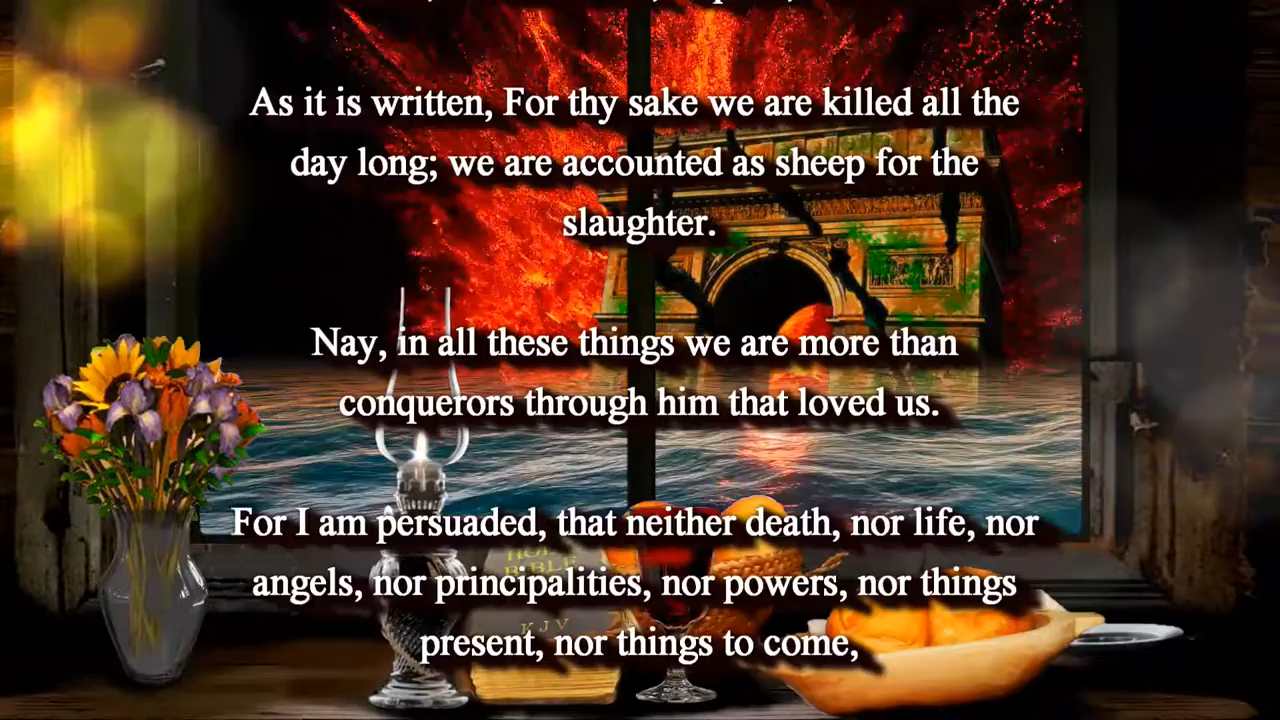 As it is written, For thy sake we are killed all the
day long; we are accounted as sheep for the
slaughter.
Nay, in all these things we are more than
conquerors through him that loved us.
For I am persuaded, that neither death, nor life, nor
angels, nor principalities, nor powers, nor things
present, nor things to come,
HOLY
BIBLE
KJV